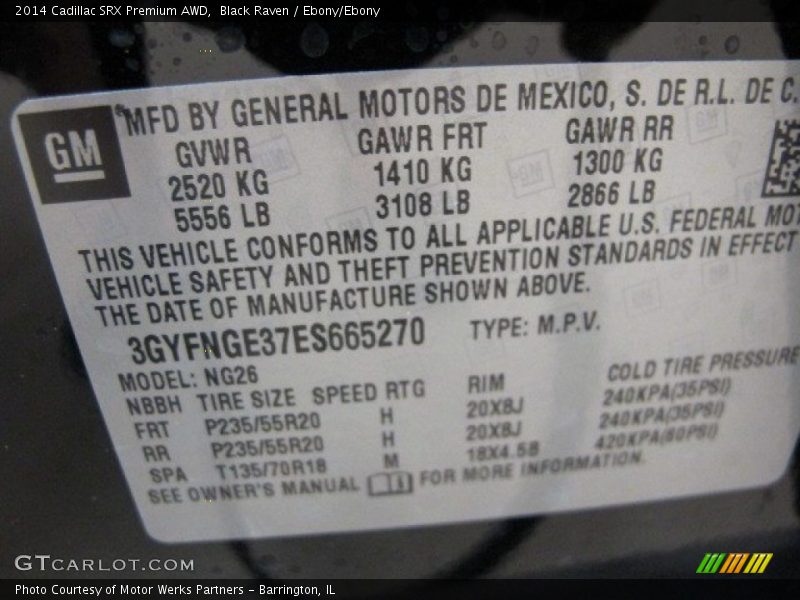 2014 Cadillac SRX Premium AWD,  Black Raven / Ebony/Ebony
GM
MFD BY GENERAL MOTORS DE MEXICO, S. DE R.L. DE C.
GVWR GAWR FRT GAWR RR
2520 KG 1410 KG 1300 KG
5556 LB 3108 LB 2866 LB
THIS VEHICLE CONFORMS TO ALL APPLICABLE U.S. FEDERAL MOT
VEHICLE SAFETY AND THEFT PREVENTION STANDARDS IN EFFECT
THE DATE OF MANUFACTURE SHOWN ABOVE.
3GYFNGE37ES665270 TYPE: M.P.V.
MODEL: NG26
NBBH TIRE SIZE SPEED RTG RIM COLD TIRE PRESSURE
FRT P235/55R20 H 20X8J 240KPA(35PSI)
RR P235/55R20 H 20X8J 240KPA(35PSI)
SPA T135/70R18 M 18X4.5B 420KPA(60PSI)
SEE OWNER'S MANUAL FOR MORE INFORMATION.
GTCARLOT.COM
Photo Courtesy of Motor Werks Partners - Barrington, IL